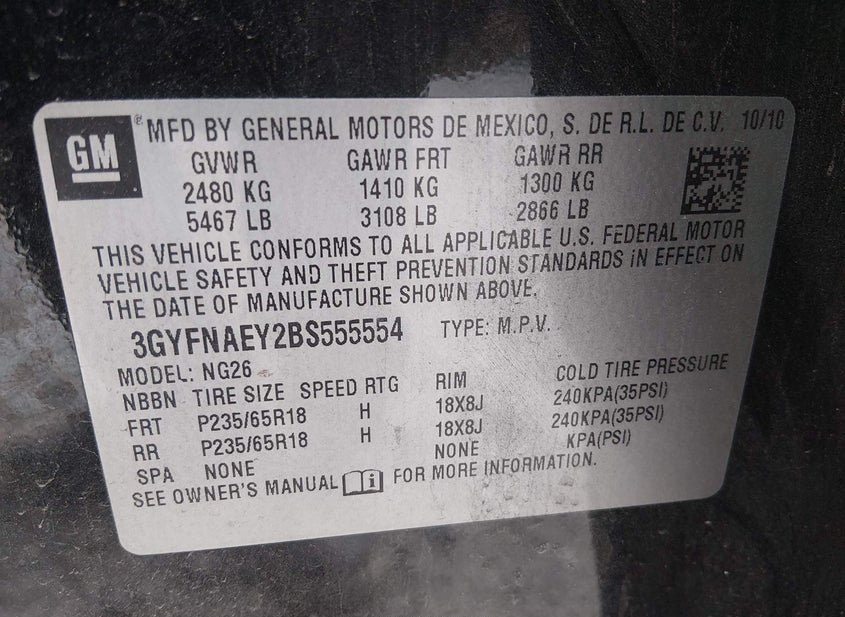 GM ® MFD BY GENERAL MOTORS DE MEXICO, S. DE R.L. DE C.V. 10/10
GVWR GAWR FRT GAWR RR
2480 KG 1410 KG 1300 KG
5467 LB 3108 LB 2866 LB
THIS VEHICLE CONFORMS TO ALL APPLICABLE U.S. FEDERAL MOTOR
VEHICLE SAFETY AND THEFT PREVENTION STANDARDS IN EFFECT ON
THE DATE OF MANUFACTURE SHOWN ABOVE.
3GYFNAEY2BS555554 TYPE: M.P.V.
MODEL: NG26
NBBN TIRE SIZE SPEED RTG RIM COLD TIRE PRESSURE
FRT P235/65R18 H 18X8J 240KPA(35PSI)
RR P235/65R18 H 18X8J 240KPA(35PSI)
SPA NONE NONE KPA(PSI)
SEE OWNER'S MANUAL i FOR MORE INFORMATION.